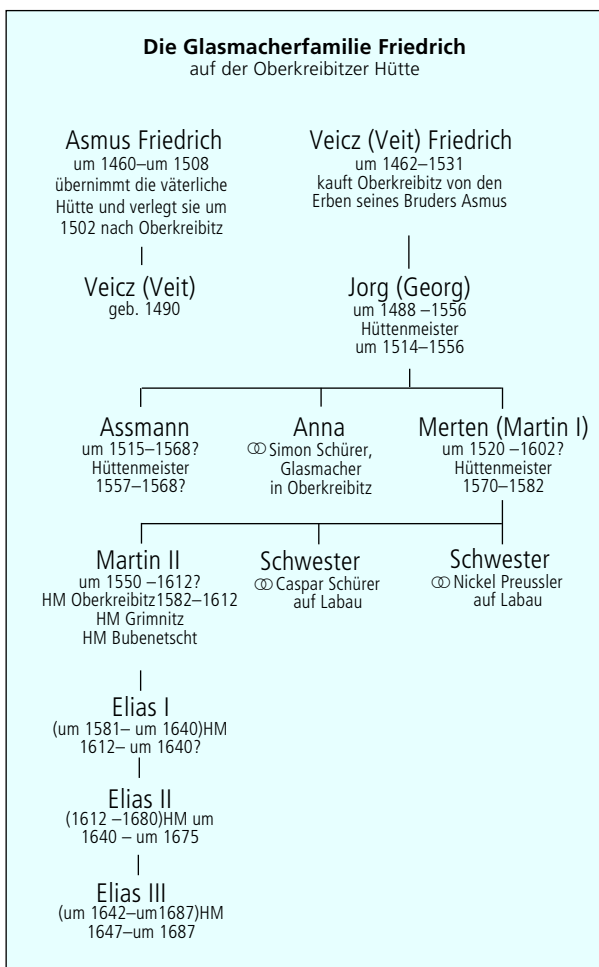 Die Glasmacherfamilie Friedrich
auf der Oberkreibitzer Hütte
Asmus Friedrich
um 1460–um 1508
übernimmt die väterliche
Hütte und verlegt sie um
1502 nach Oberkreibitz
Veicz (Veit) Friedrich
um 1462–1531
kauft Oberkreibitz von den
Erben seines Bruders Asmus
Veicz (Veit)
geb. 1490
Jorg (Georg)
um 1488 –1556
Hüttenmeister
um 1514–1556
Assmann
um 1515–1568?
Hüttenmeister
1557–1568?
Anna
⚭ Simon Schürer,
Glasmacher
in Oberkreibitz
Merten (Martin I)
um 1520 –1602?
Hüttenmeister
1570–1582
Martin II
um 1550 –1612?
HM Oberkreibitz1582–1612
HM Grimnitz
HM Bubenetscht
Schwester
⚭ Caspar Schürer
auf Labau
Schwester
⚭ Nickel Preussler
auf Labau
Elias I
(um 1581– um 1640)HM
1612– um 1640?
Elias II
(1612 –1680)HM um
1640 – um 1675
Elias III
(um 1642–um1687)HM
1647–um 1687